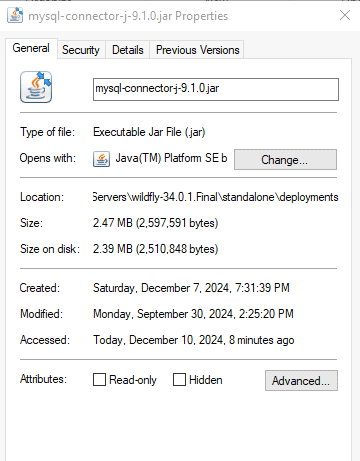 mysql-connector-j-9.1.0.jar Properties
General Security Details Previous Versions
mysql-connector-j-9.1.0.jar
Type of file: Executable Jar File (.jar)
Opens with: Java(TM) Platform SE b Change...
Location: Servers\wildfly-34.0.1.Final\standalone\deployments
Size: 2.47 MB (2,597,591 bytes)
Size on disk: 2.39 MB (2,510,848 bytes)
Created: Saturday, December 7, 2024, 7:31:39 PM
Modified: Monday, September 30, 2024, 2:25:20 PM
Accessed: Today, December 10, 2024, 8 minutes ago
Attributes: Read-only Hidden Advanced...